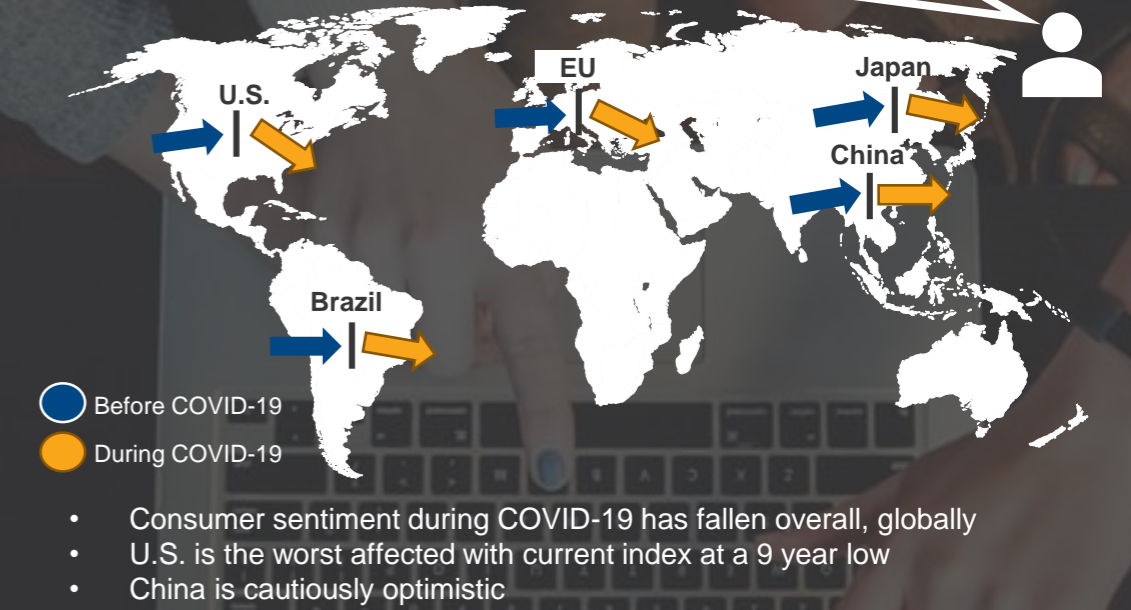 U.S.
EU
Japan
China
Brazil
Before COVID-19
During COVID-19
• Consumer sentiment during COVID-19 has fallen overall, globally
• U.S. is the worst affected with current index at a 9 year low
• China is cautiously optimistic